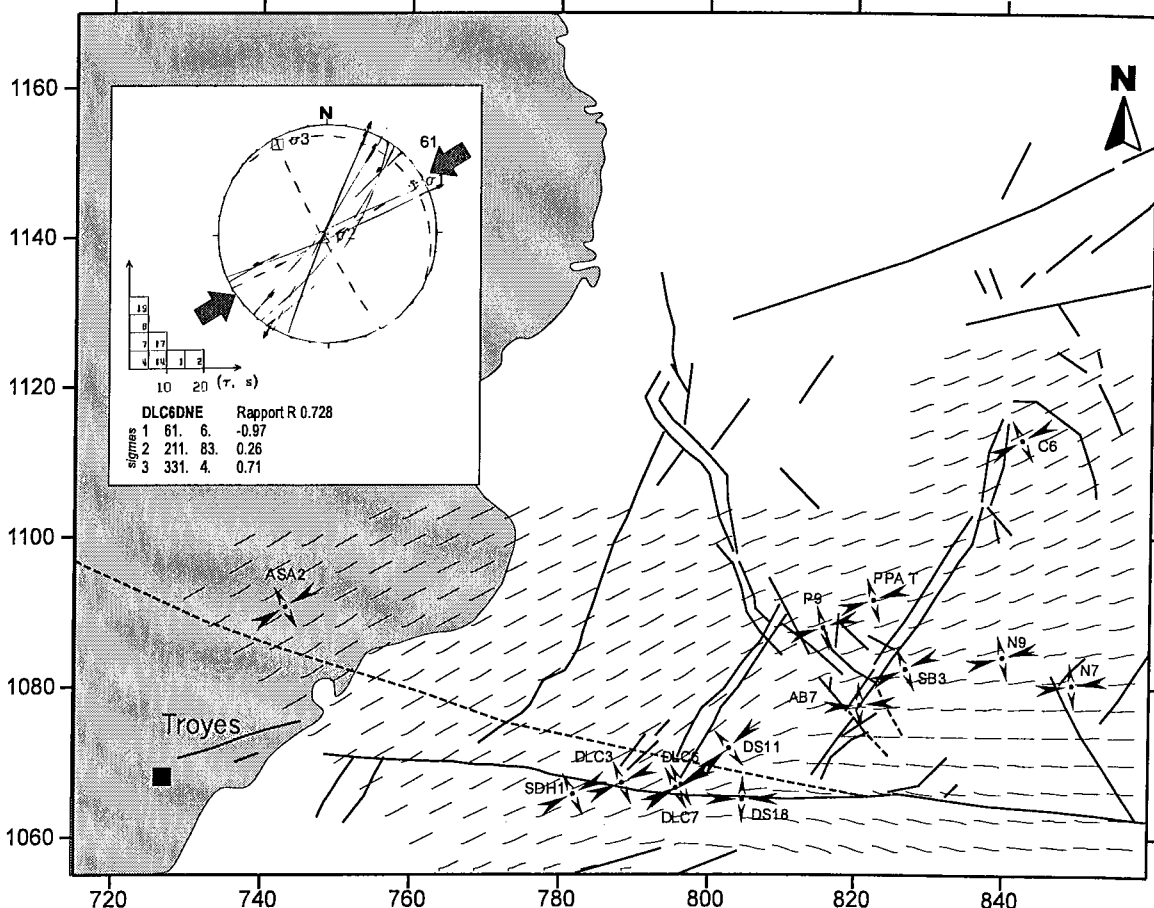 1160
1140
1120
1100
1080
1060
N
N
σ3
61
10 20 (τ, s)
DLC6DNE Rapport R 0.728
sigmes
1 61. 6. -0.97
2 211. 83. 0.26
3 331. 4. 0.71
15
8
7 17
4 14 1 2
C6
ASA2
PPA T
P9
N9
SB3
N7
AB7
Troyes
DS11
DLC3
DLC6
SDH1
DLC7
DS18
720 740 760 780 800 820 840